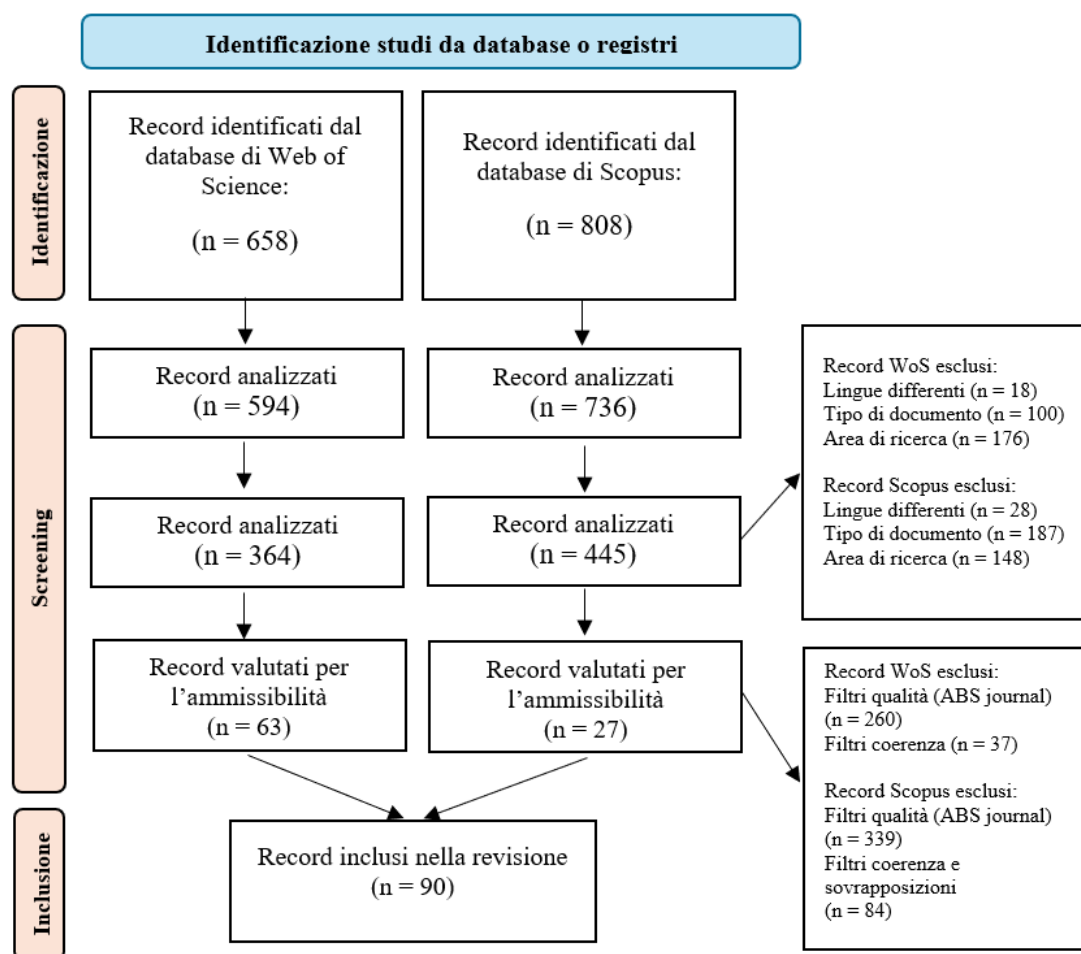 Identificazione studi da database o registri
Identificazione
Record identificati dal
database di Web of
Science:
(n = 658)
Record identificati dal
database di Scopus:
(n = 808)
Screening
Record analizzati
(n = 594)
Record analizzati
(n = 736)
Record analizzati
(n = 364)
Record analizzati
(n = 445)
Record WoS esclusi:
Lingue differenti (n = 18)
Tipo di documento (n = 100)
Area di ricerca (n = 176)
Record Scopus esclusi:
Lingue differenti (n = 28)
Tipo di documento (n = 187)
Area di ricerca (n = 148)
Record valutati per
l’ammissibilità
(n = 63)
Record valutati per
l’ammissibilità
(n = 27)
Record WoS esclusi:
Filtri qualità (ABS journal)
(n = 260)
Filtri coerenza (n = 37)
Record Scopus esclusi:
Filtri qualità (ABS journal)
(n = 339)
Filtri coerenza e
sovrapposizioni
(n = 84)
Inclusione
Record inclusi nella revisione
(n = 90)